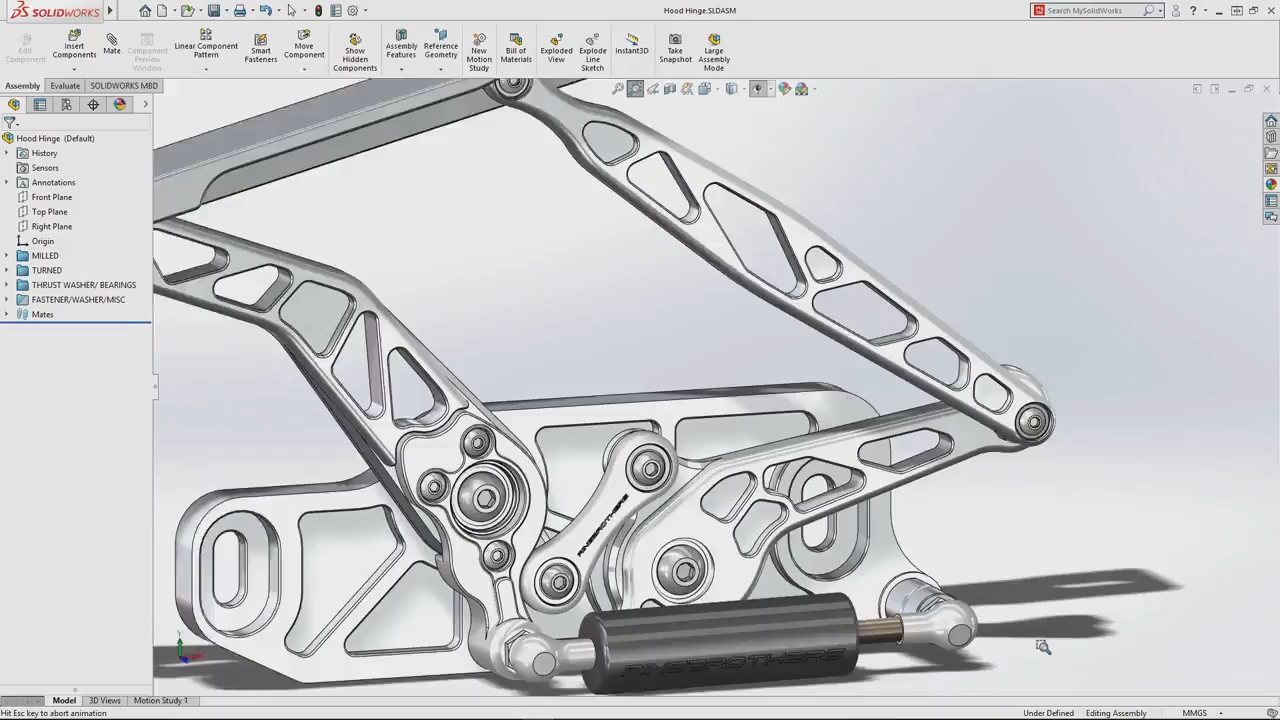 SOLIDWORKS
Hood Hinge.SLDASM
Search MySolidWorks
Edit Component
Insert Components
Mate
Component Preview Window
Linear Component Pattern
Smart Fasteners
Move Component
Show Hidden Components
Assembly Features
Reference Geometry
New Motion Study
Bill of Materials
Exploded View
Explode Line Sketch
Instant3D
Take Snapshot
Large Assembly Mode
Assembly
Evaluate
SOLIDWORKS MBD
Hood Hinge (Default)
History
Sensors
Annotations
Front Plane
Top Plane
Right Plane
Origin
MILLED
TURNED
THRUST WASHER/ BEARINGS
FASTENER/WASHER/MISC
Mates
RINGBROTHERS
RINGBROTHERS
Model
3D Views
Motion Study 1
Hit Esc key to abort animation
Under Defined
Editing Assembly
MMGS